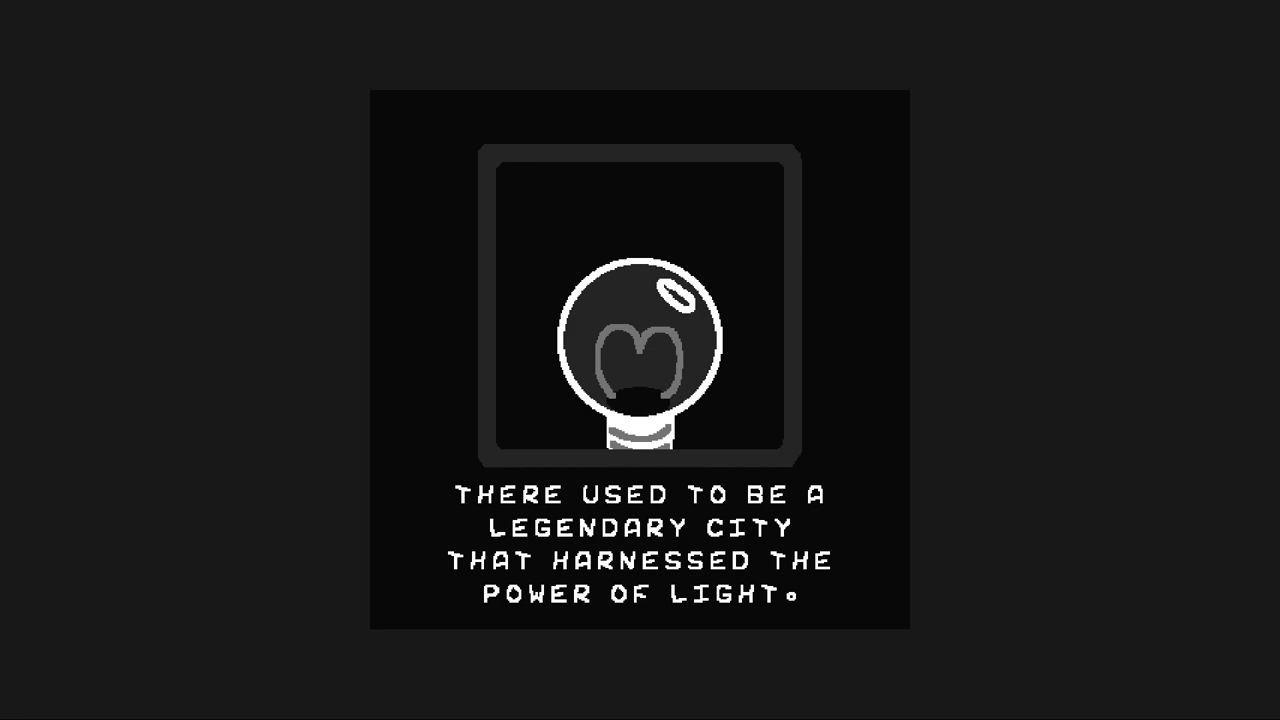 THERE USED TO BE A
LEGENDARY CITY
THAT HARNESSED THE
POWER OF LIGHT.